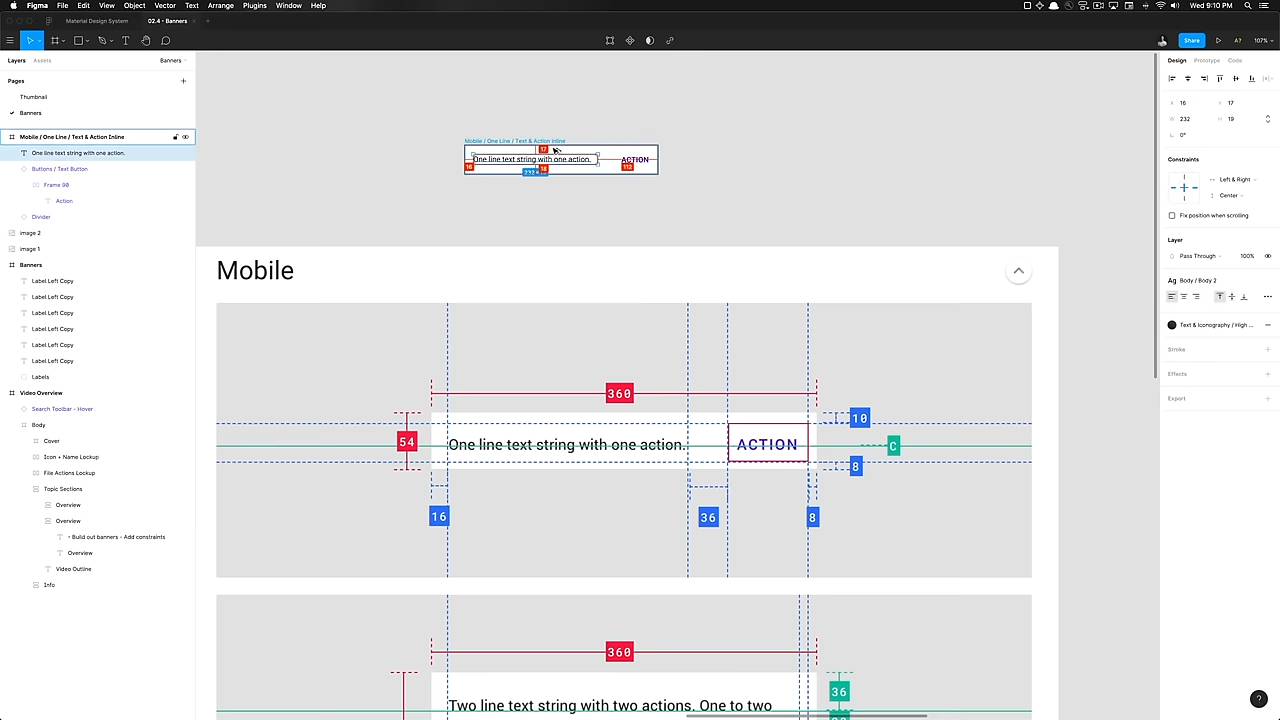 Figma File Edit View Object Vector Text Arrange Plugins Window Help
Wed 9:10 PM
Material Design System
02.4 - Banners
Share
A?
107%
Layers
Assets
Banners
Pages
Thumbnail
Banners
Mobile / One Line / Text & Action Inline
One line text string with one action.
Buttons / Text Button
Frame 90
Action
Divider
image 2
image 1
Banners
Label Left Copy
Label Left Copy
Label Left Copy
Label Left Copy
Label Left Copy
Label Left Copy
Labels
Video Overview
Search Toolbar - Hover
Body
Cover
Icon + Name Lockup
File Actions Lockup
Topic Sections
Overview
Overview
- Build out banners - Add constraints
Overview
Video Outline
Info
Mobile / One Line / Text & Action Inline
17
One line text string with one action.
ACTION
16
18
112
Mobile
360
54
One line text string with one action.
ACTION
10
C
8
16
36
8
360
36
Two line text string with two actions. One to two
Design
Prototype
Code
X 16
Y 17
W 232
H 19
0°
Constraints
Left & Right
Center
Fix position when scrolling
Layer
Pass Through
100%
Ag Body / Body 2
Text & Iconography / High ...
Stroke
Effects
Export
?